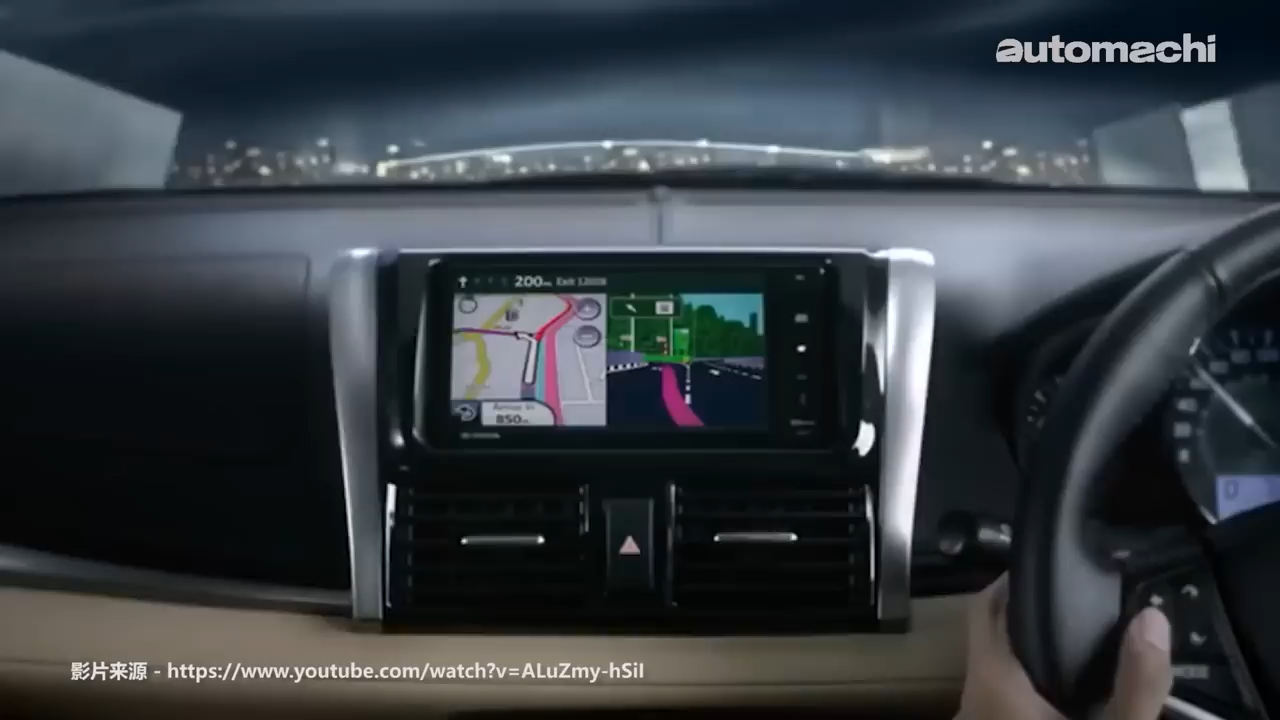 automachi
200m Exit 1200B
850m
D
影片来源 - https://www.youtube.com/watch?v=ALuZmy-hSiI